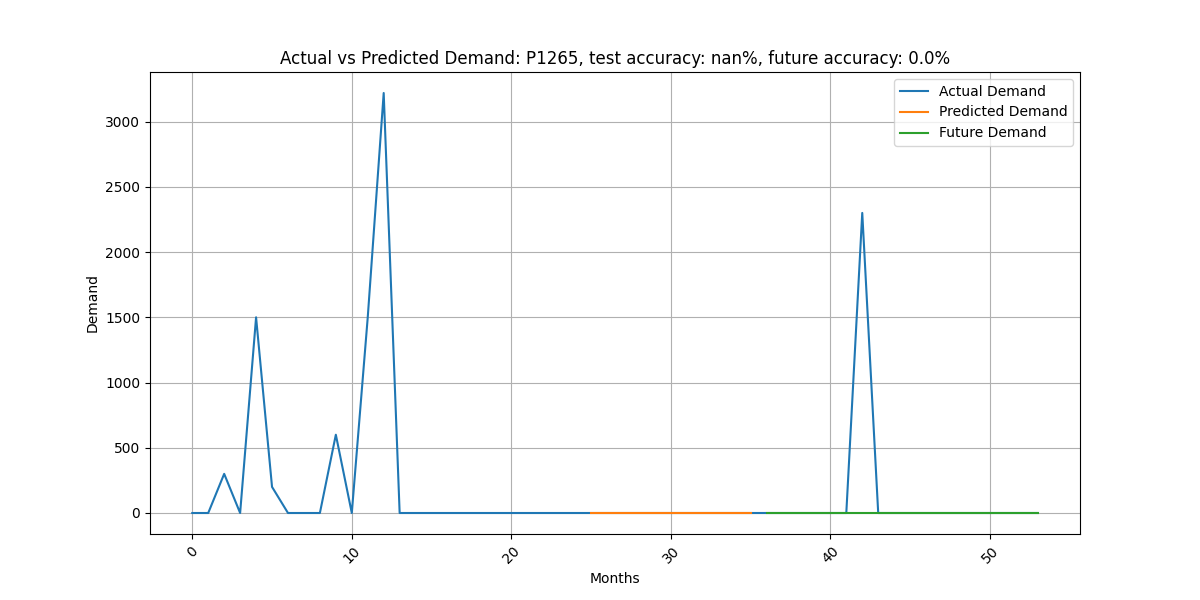 Actual vs Predicted Demand: P1265, test accuracy: nan%, future accuracy: 0.0%
Actual Demand
Predicted Demand
Future Demand
3000
2500
2000
1500
1000
500
0
Demand
0 10 20 30 40 50
Months